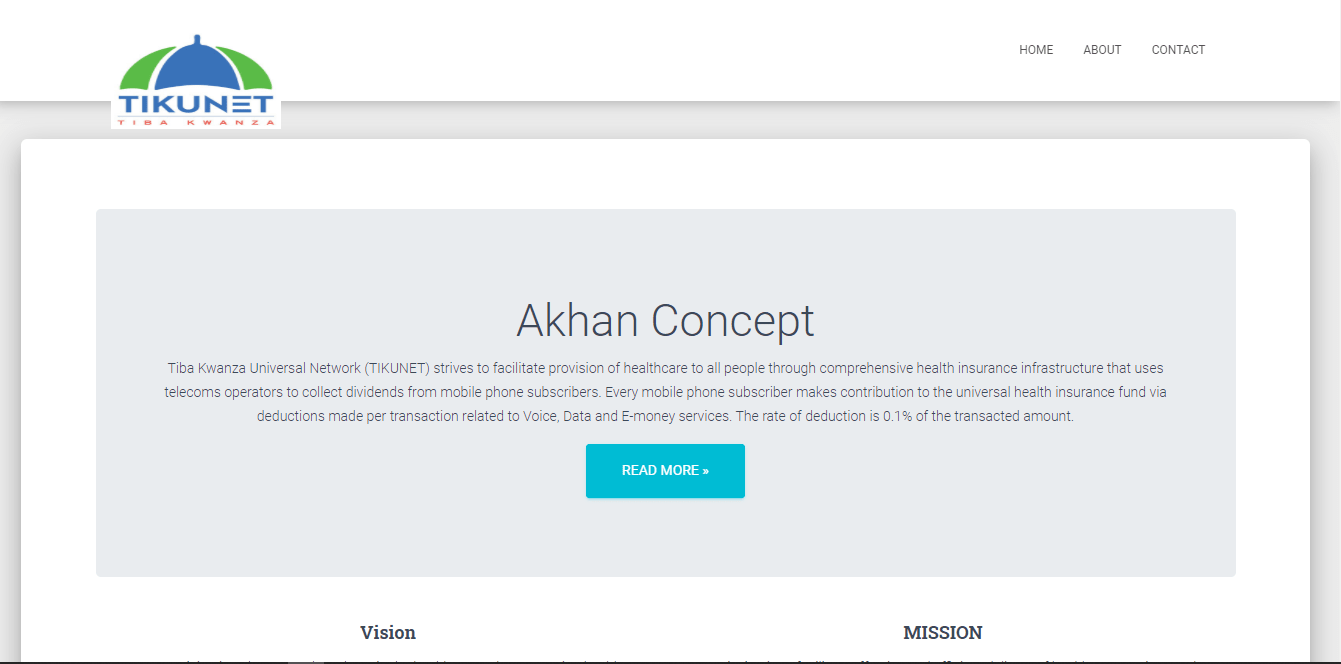 TIKUNET
TIBA KWANZA
HOME ABOUT CONTACT
Akhan Concept
Tiba Kwanza Universal Network (TIKUNET) strives to facilitate provision of healthcare to all people through comprehensive health insurance infrastructure that uses
telecoms operators to collect dividends from mobile phone subscribers. Every mobile phone subscriber makes contribution to the universal health insurance fund via
deductions made per transaction related to Voice, Data and E-money services. The rate of deduction is 0.1% of the transacted amount.
READ MORE »
Vision
MISSION